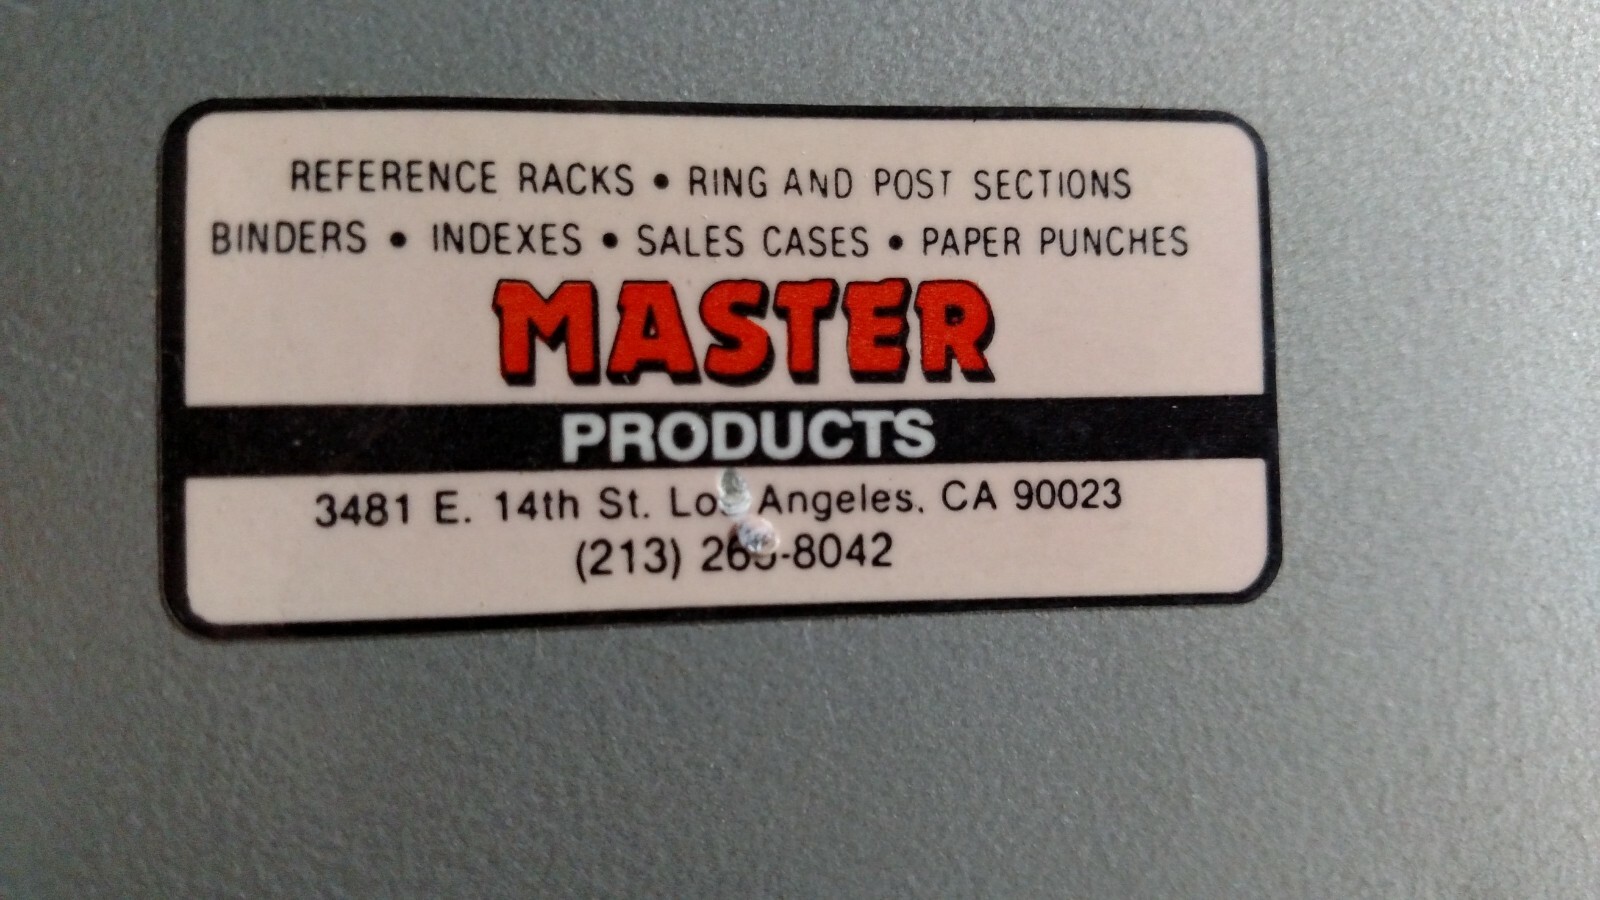 REFERENCE RACKS • RING AND POST SECTIONS
BINDERS • INDEXES • SALES CASES • PAPER PUNCHES
MASTER
PRODUCTS
3481 E. 14th St. Los Angeles, CA 90023
(213)